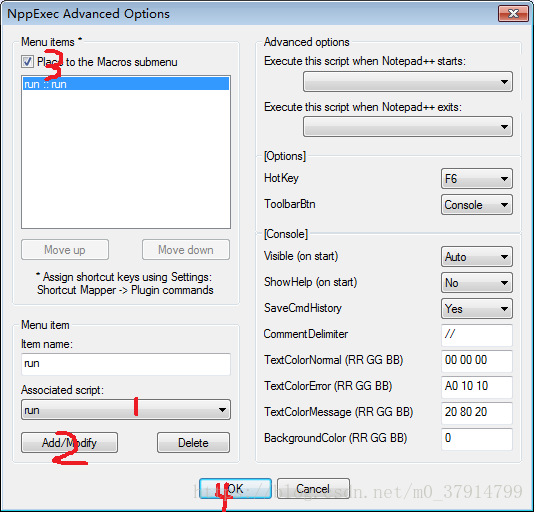 NppExec Advanced Options
Menu items *
Place to the Macros submenu
3
run :: run
Move up
Move down
* Assign shortcut keys using Settings:
Shortcut Mapper -> Plugin commands
Menu item
Item name:
run
Associated script:
run
1
Add/Modify
2
Delete
Advanced options
Execute this script when Notepad++ starts:
Execute this script when Notepad++ exits:
[Options]
HotKey
F6
ToolbarBtn
Console
[Console]
Visible (on start)
Auto
ShowHelp (on start)
No
SaveCmdHistory
Yes
CommentDelimiter
//
TextColorNormal (RR GG BB)
00 00 00
TextColorError (RR GG BB)
A0 10 10
TextColorMessage (RR GG BB)
20 80 20
BackgroundColor (RR GG BB)
0
4
OK
Cancel
http://blog.csdn.net/m0_37914799